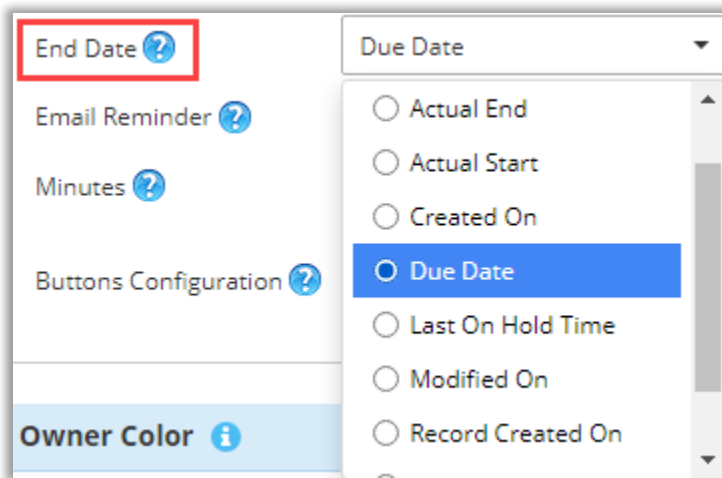 End Date
Due Date
Email Reminder
Actual End
Actual Start
Minutes
Created On
Due Date
Buttons Configuration
Last On Hold Time
Modified On
Owner Color
Record Created On